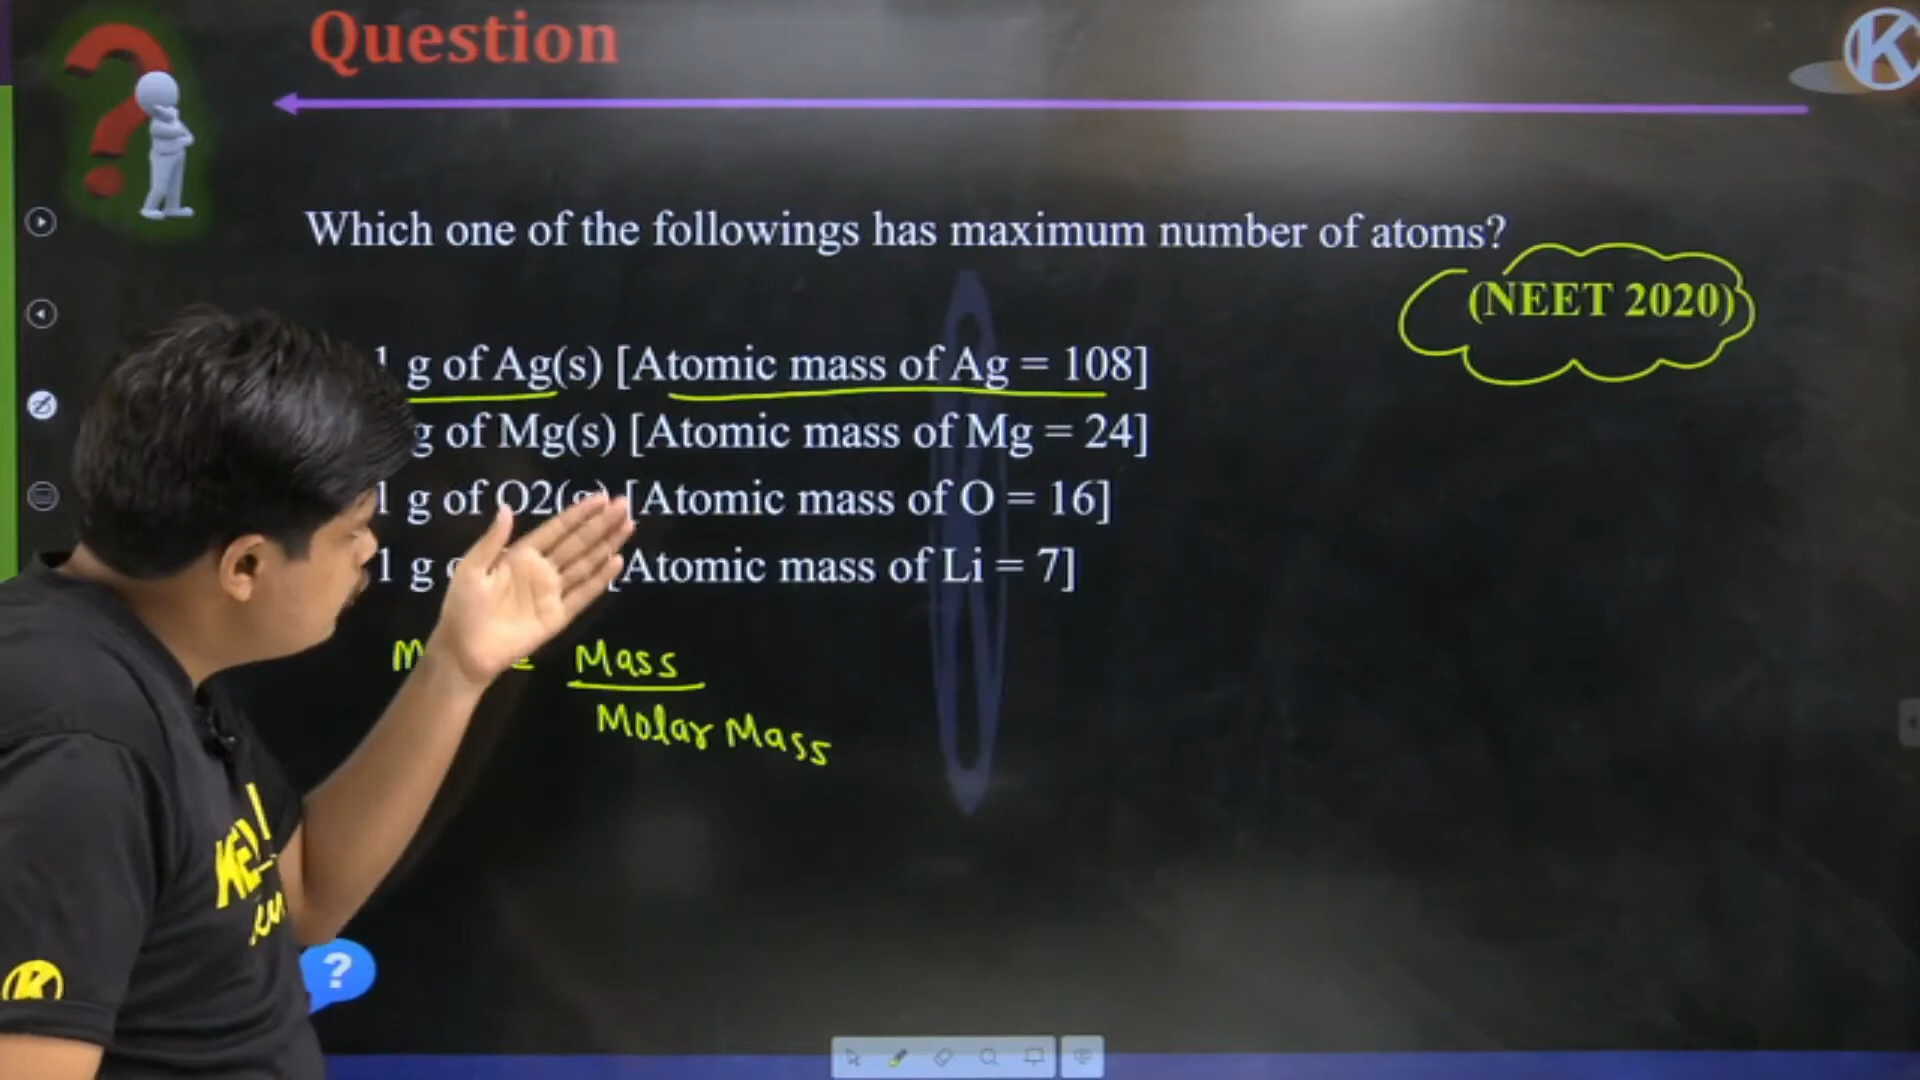 Question
Which one of the followings has maximum number of atoms?
(NEET 2020)
1 g of Ag(s) [Atomic mass of Ag = 108]
g of Mg(s) [Atomic mass of Mg = 24]
1 g of O2(g) [Atomic mass of O = 16]
1 g [Atomic mass of Li = 7]
= Mass
Molar Mass
K
?